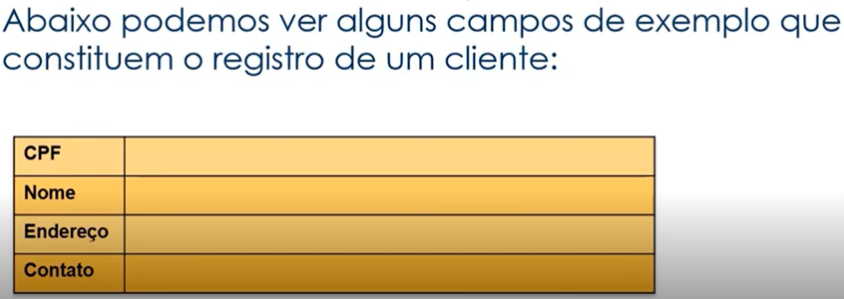 Abaixo podemos ver alguns campos de exemplo que
constituem o registro de um cliente:
CPF
Nome
Endereço
Contato